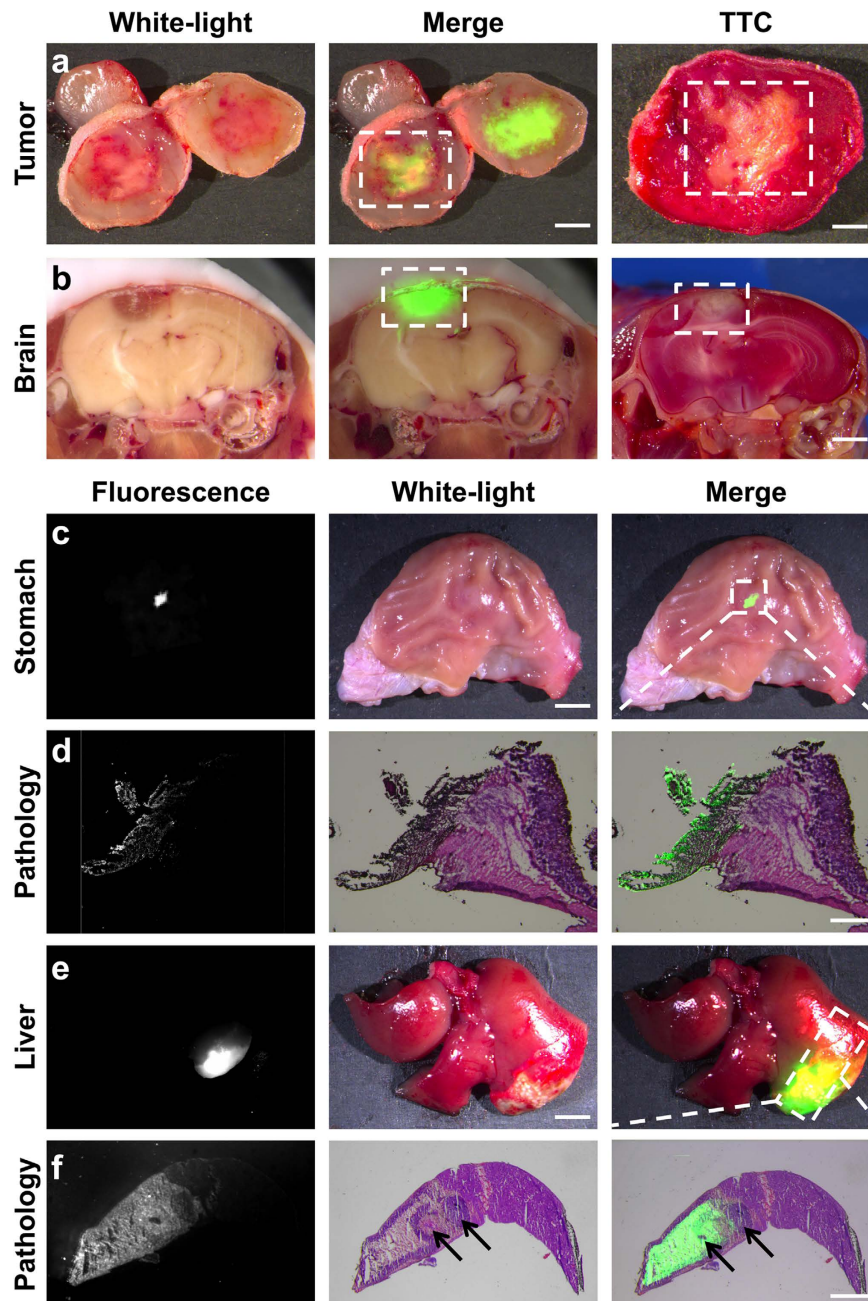 White-light Merge TTC
a
Tumor
b
Brain
Fluorescence White-light Merge
c
Stomach
d
Pathology
e
Liver
f
Pathology